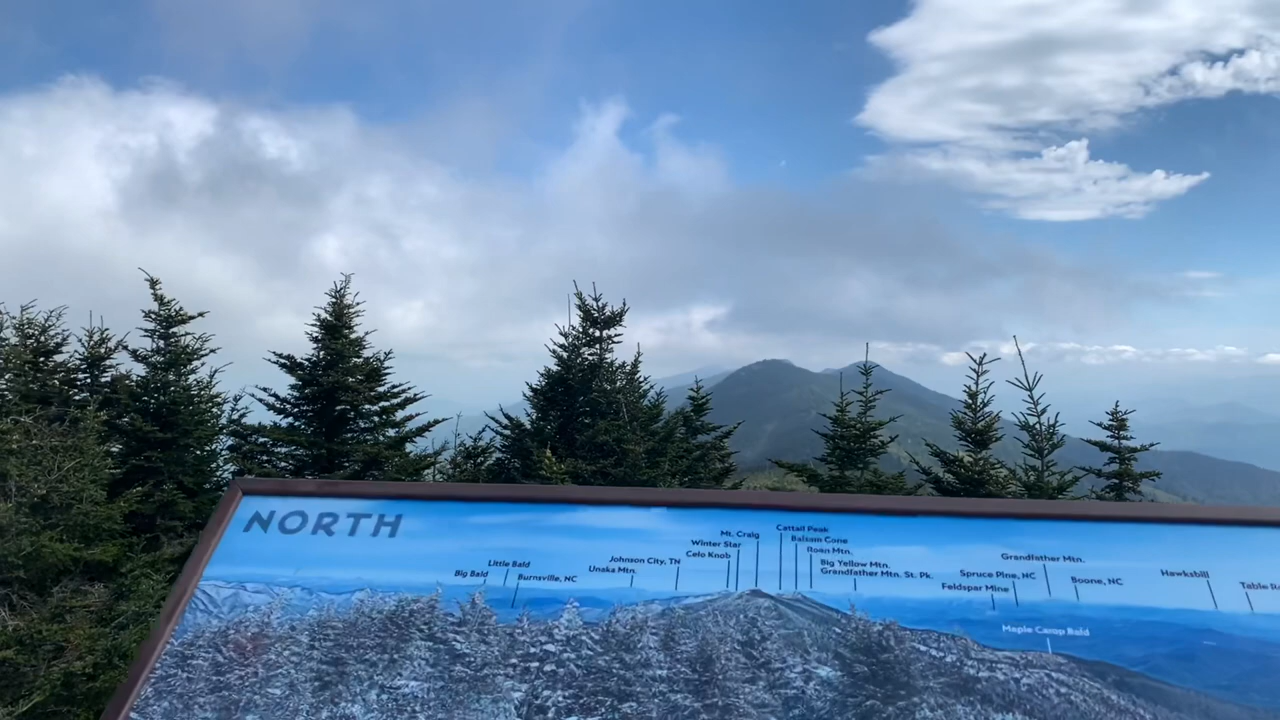 NORTH
Big Bald
Little Bald
Burnsville, NC
Unaka Mtn.
Johnson City, TN
Celo Knob
Winter Star
Mt. Craig
Cattail Peak
Balsam Cone
Roan Mtn.
Big Yellow Mtn.
Grandfather Mtn. St. Pk.
Feldspar Mine
Spruce Pine, NC
Grandfather Mtn.
Boone, NC
Hawksbill
Table
Maple Camp Bald